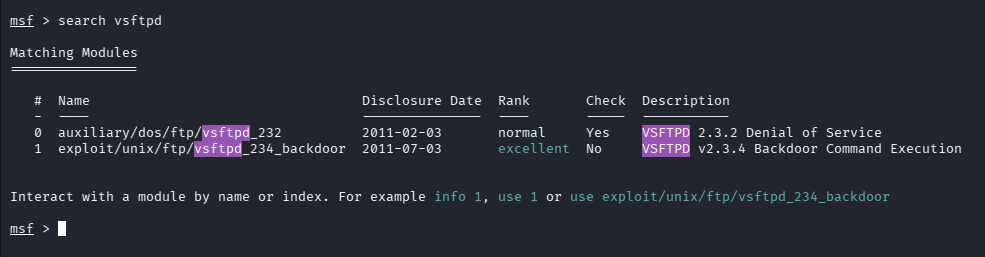 msf > search vsftpd
Matching Modules
================
# Name Disclosure Date Rank Check Description
- ---- --------------- ---- ----- -----------
0 auxiliary/dos/ftp/vsftpd_232 2011-02-03 normal Yes VSFTPD 2.3.2 Denial of Service
1 exploit/unix/ftp/vsftpd_234_backdoor 2011-07-03 excellent No VSFTPD v2.3.4 Backdoor Command Execution
Interact with a module by name or index. For example info 1, use 1 or use exploit/unix/ftp/vsftpd_234_backdoor
msf >